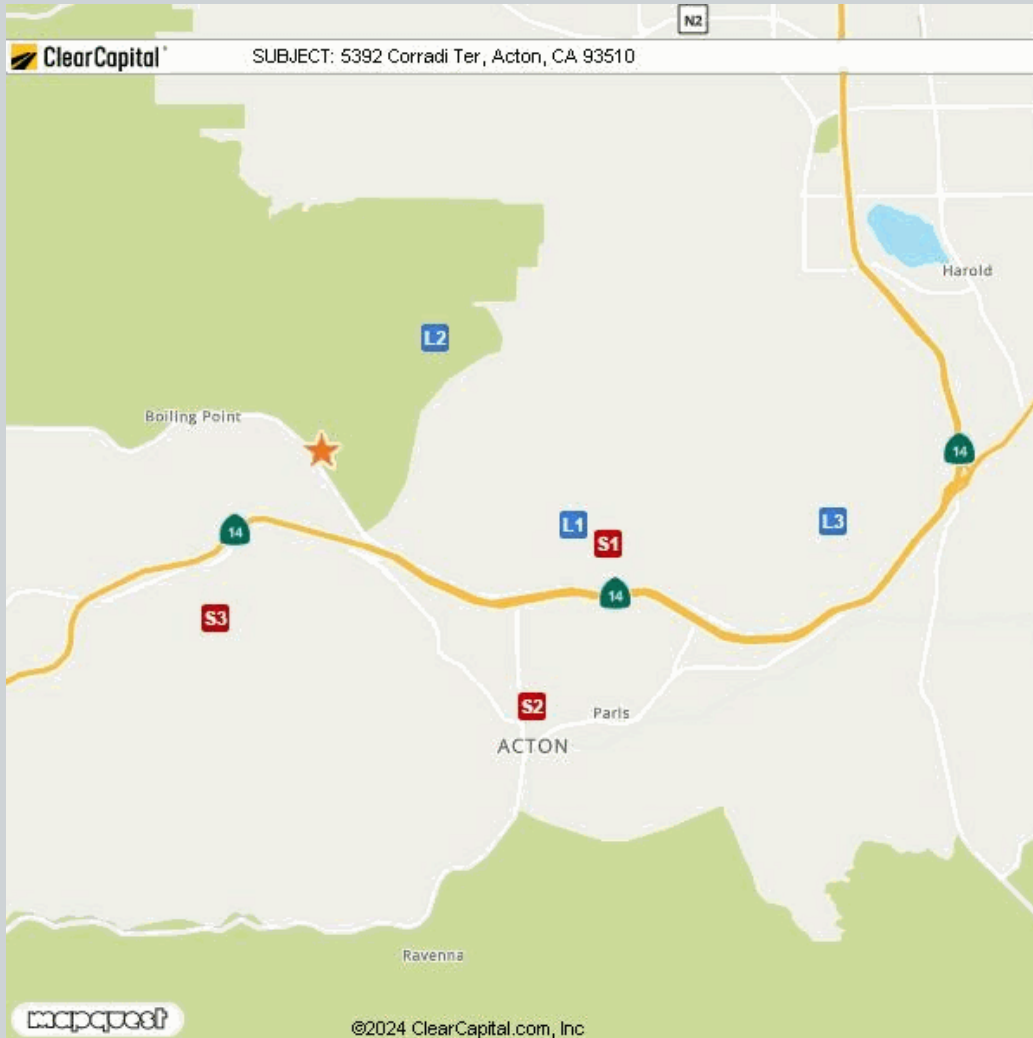 N2
ClearCapital
SUBJECT: 5392 Corradi Ter, Acton, CA 93510
Harold
L2
Boiling Point
14
14
L1
L3
S1
14
S3
S2
Paris
ACTON
Ravenna
mapquest
©2024 ClearCapital.com, Inc